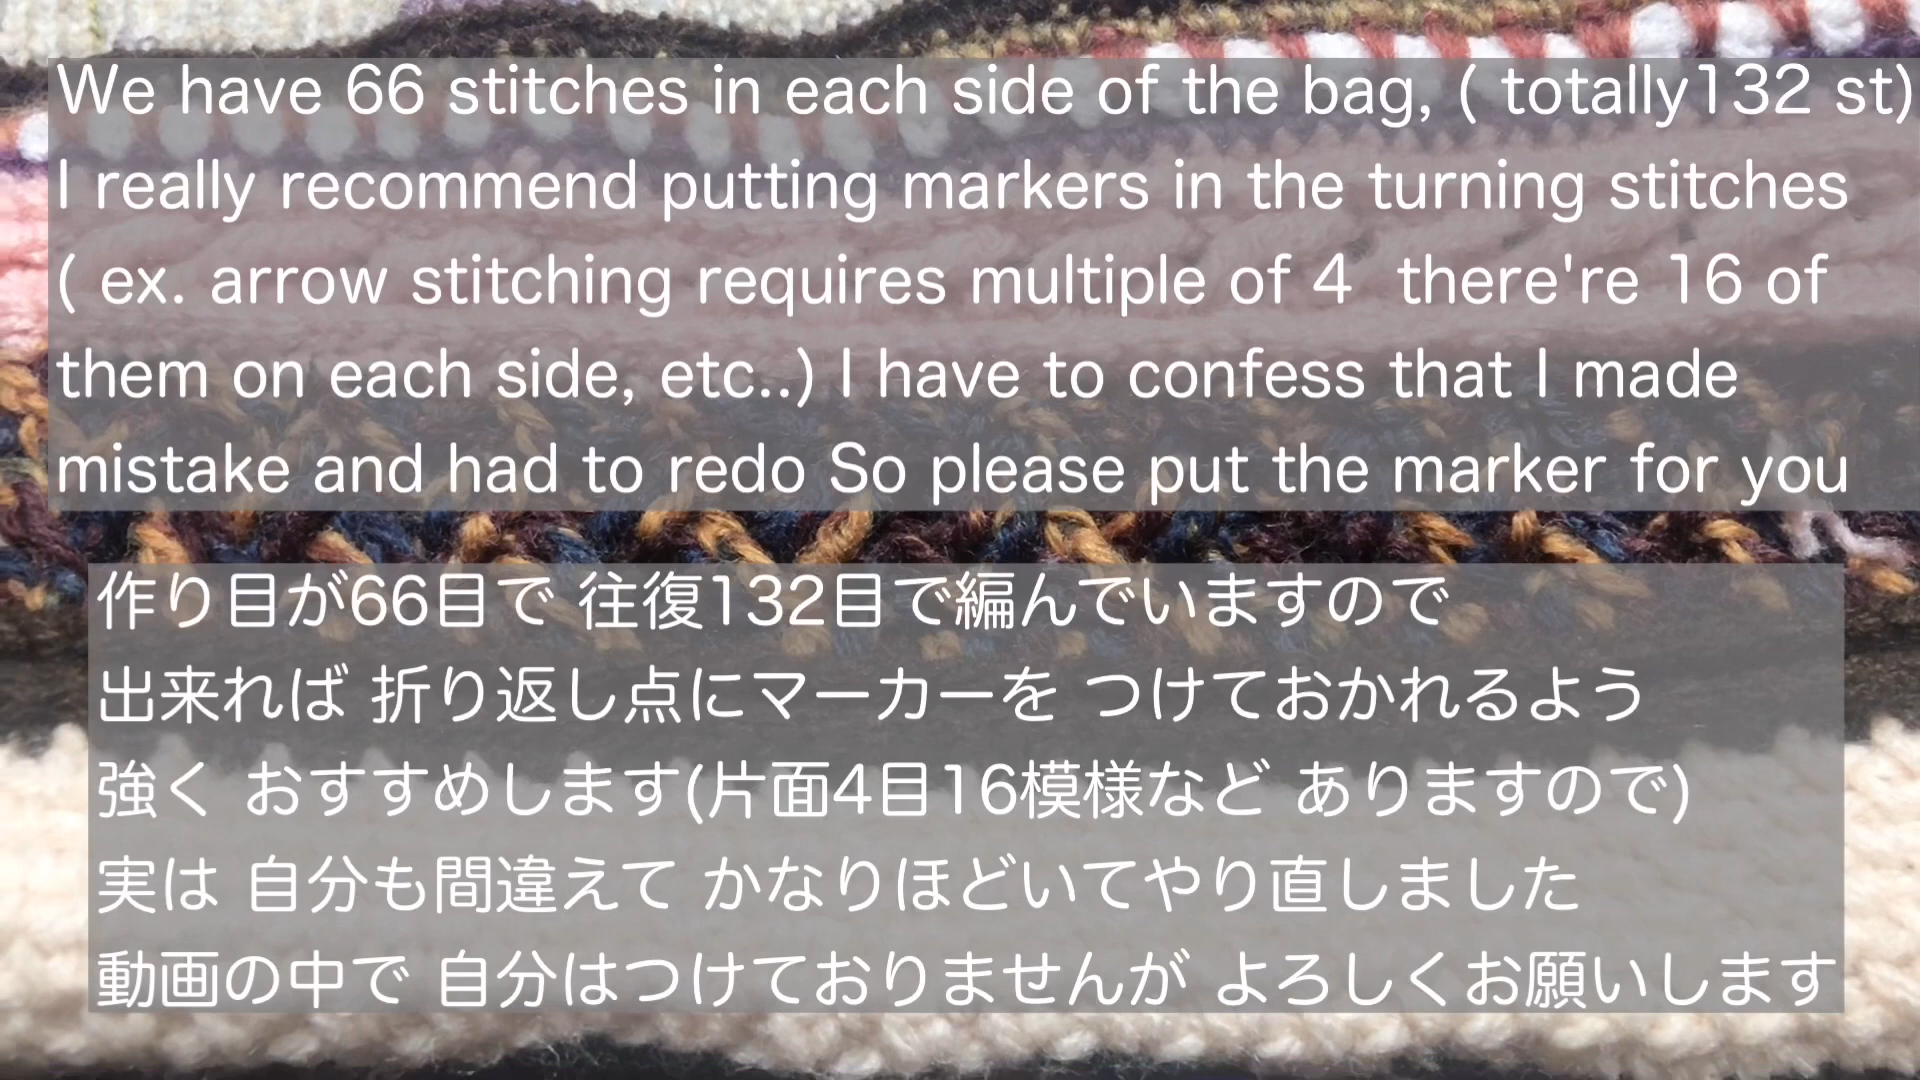 We have 66 stitches in each side of the bag, ( totally132 st)
I really recommend putting markers in the turning stitches
( ex. arrow stitching requires multiple of 4  there're 16 of
them on each side, etc..) I have to confess that I made
mistake and had to redo So please put the marker for you
作り目が66目で 往復132目で編んでいますので
出来れば 折り返し点にマーカーを つけておかれるよう
強く おすすめします(片面4目16模様など ありますので)
実は 自分も間違えて かなりほどいてやり直しました
動画の中で 自分はつけておりませんが よろしくお願いします